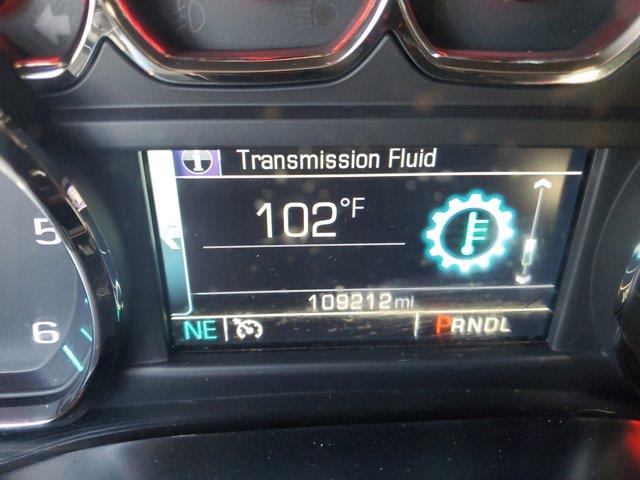 Transmission Fluid
102°F
5
109212mi
6
NE
PRNDL